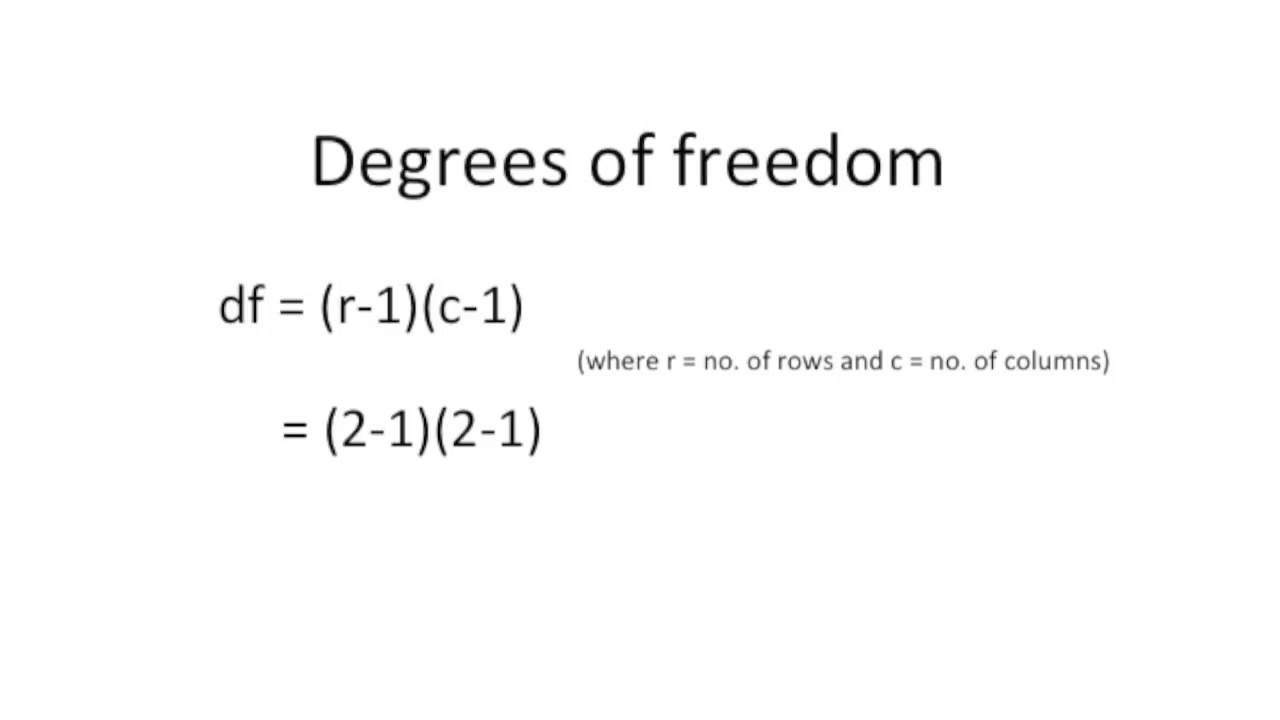 Degrees of freedom
df = (r-1)(c-1)
(where r = no. of rows and c = no. of columns)
= (2-1)(2-1)